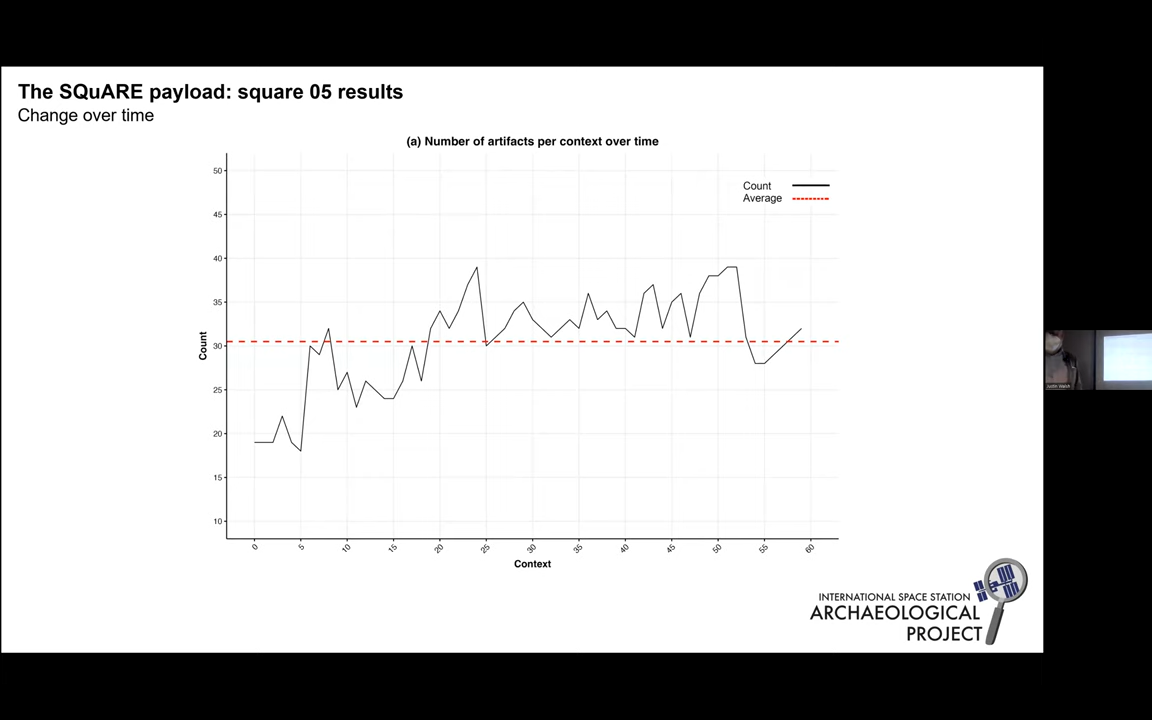 The SQuARE payload: square 05 results
Change over time
(a) Number of artifacts per context over time
Count
Average
50
45
40
35
30
25
20
15
10
Count
0
5
10
15
20
25
30
35
40
45
50
55
60
Context
INTERNATIONAL SPACE STATION
ARCHAEOLOGICAL
PROJECT
Justin Walsh